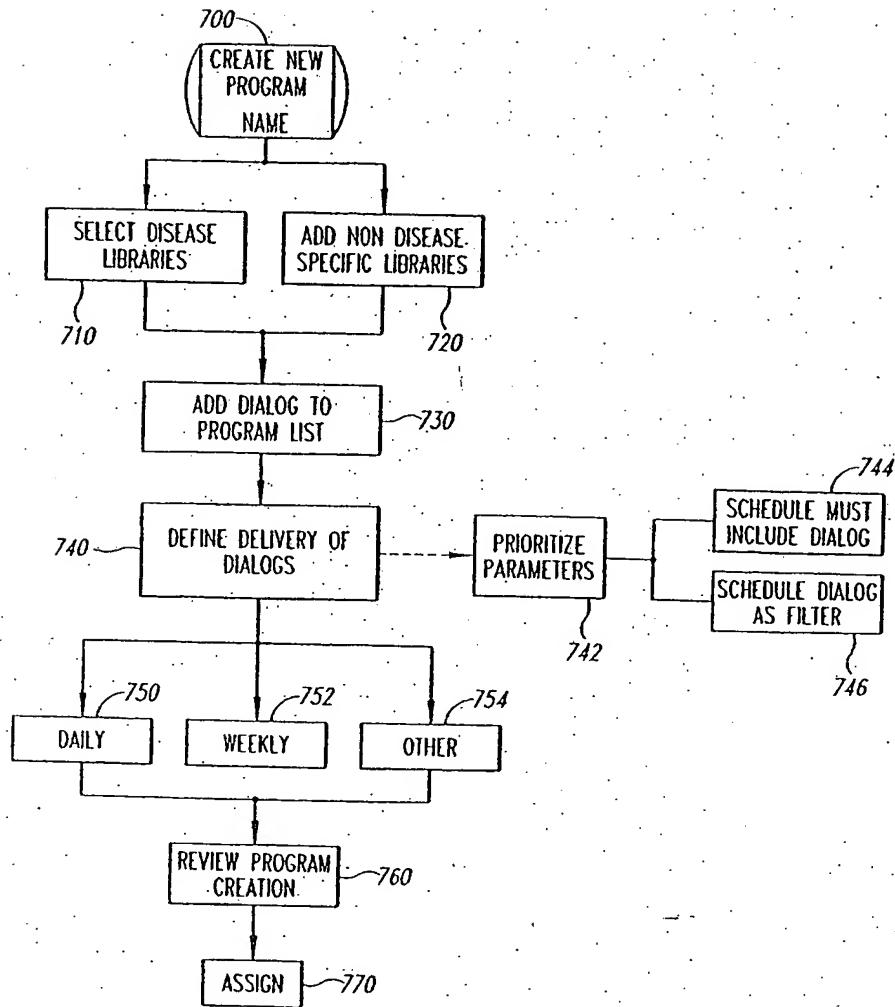 700
CREATE NEW
PROGRAM
NAME
SELECT DISEASE
LIBRARIES
710
ADD NON DISEASE
SPECIFIC LIBRARIES
720
ADD DIALOG TO
PROGRAM LIST
730
740
DEFINE DELIVERY OF
DIALOGS
PRIORITIZE
PARAMETERS
742
744
SCHEDULE MUST
INCLUDE DIALOG
SCHEDULE DIALOG
AS FILTER
746
750
DAILY
752
WEEKLY
754
OTHER
REVIEW PROGRAM
CREATION
760
ASSIGN
770